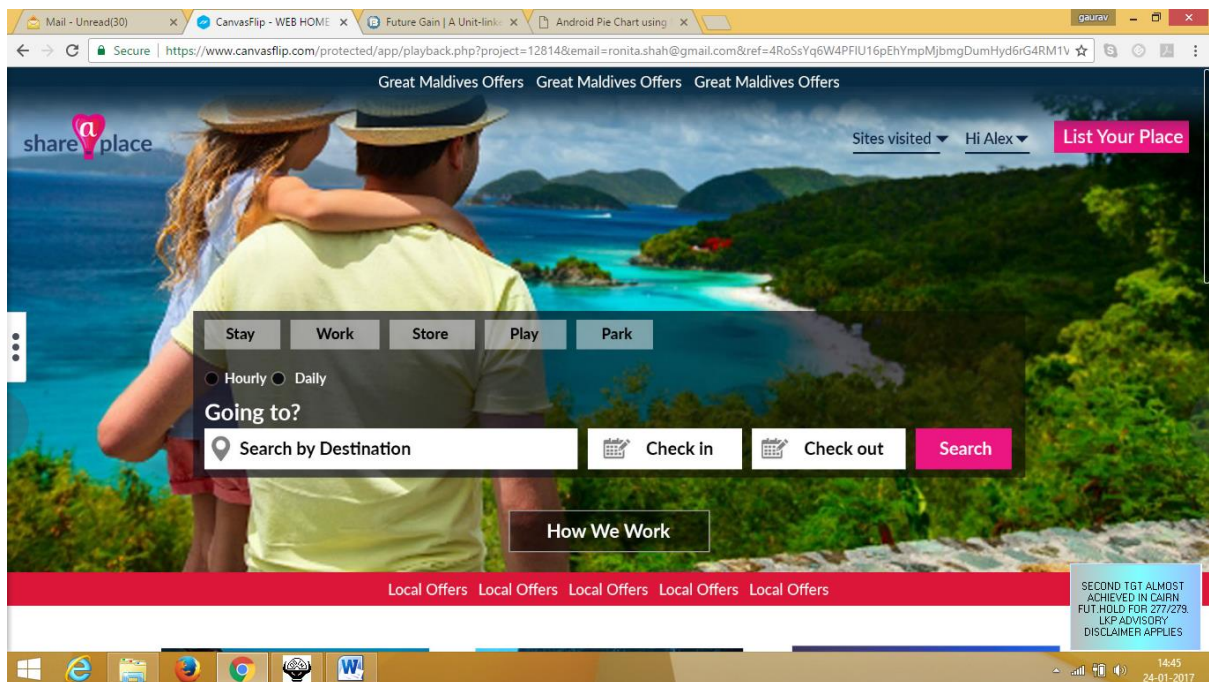 Mail - Unread(30)
CanvasFlip - WEB HOME
Future Gain | A Unit-linke
Android Pie Chart using
gaurav
Secure
https://www.canvasflip.com/protected/app/playback.php?project=12814&email=ronita.shah@gmail.com&ref=4RoSsYq6W4PFIU16pEhYmpMjbmgDumHyd6rG4RM1V
Great Maldives Offers Great Maldives Offers Great Maldives Offers
share a place
Sites visited
Hi Alex
List Your Place
Stay Work Store Play Park
Hourly Daily
Going to?
Search by Destination
Check in
Check out
Search
How We Work
Local Offers Local Offers Local Offers Local Offers Local Offers
SECOND TGT ALMOST
ACHIEVED IN CAIRN
FUT.HOLD FOR 277/279.
LKP ADVISORY
DISCLAIMER APPLIES
14:45
24-01-2017